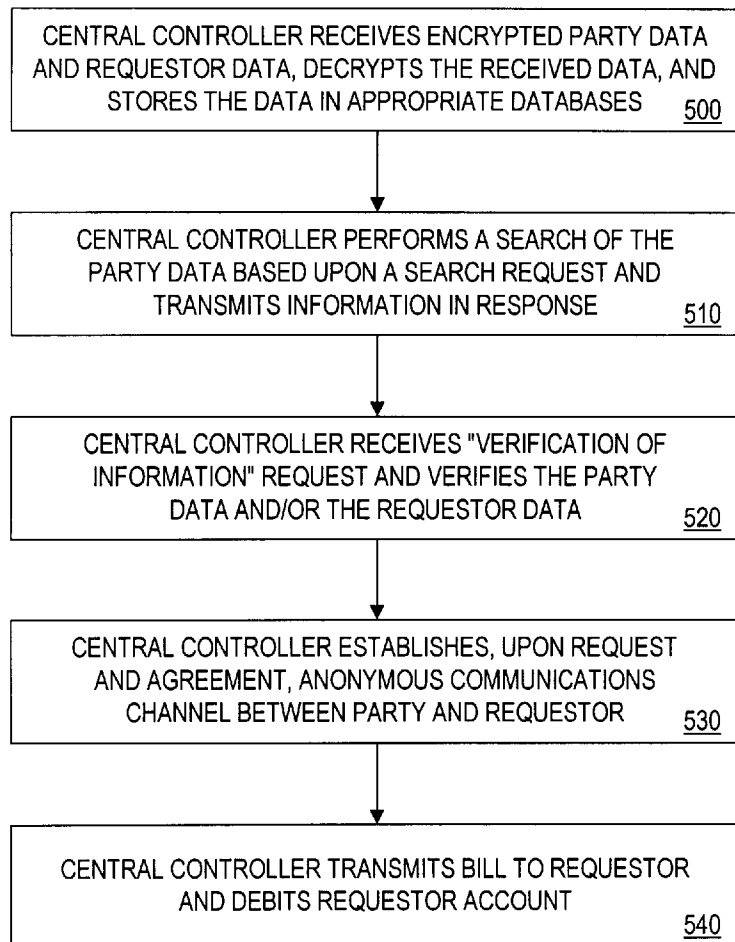 CENTRAL CONTROLLER RECEIVES ENCRYPTED PARTY DATA
AND REQUESTOR DATA, DECRYPTS THE RECEIVED DATA, AND
STORES THE DATA IN APPROPRIATE DATABASES
500
CENTRAL CONTROLLER PERFORMS A SEARCH OF THE
PARTY DATA BASED UPON A SEARCH REQUEST AND
TRANSMITS INFORMATION IN RESPONSE
510
CENTRAL CONTROLLER RECEIVES "VERIFICATION OF
INFORMATION" REQUEST AND VERIFIES THE PARTY
DATA AND/OR THE REQUESTOR DATA
520
CENTRAL CONTROLLER ESTABLISHES, UPON REQUEST
AND AGREEMENT, ANONYMOUS COMMUNICATIONS
CHANNEL BETWEEN PARTY AND REQUESTOR
530
CENTRAL CONTROLLER TRANSMITS BILL TO REQUESTOR
AND DEBITS REQUESTOR ACCOUNT
540